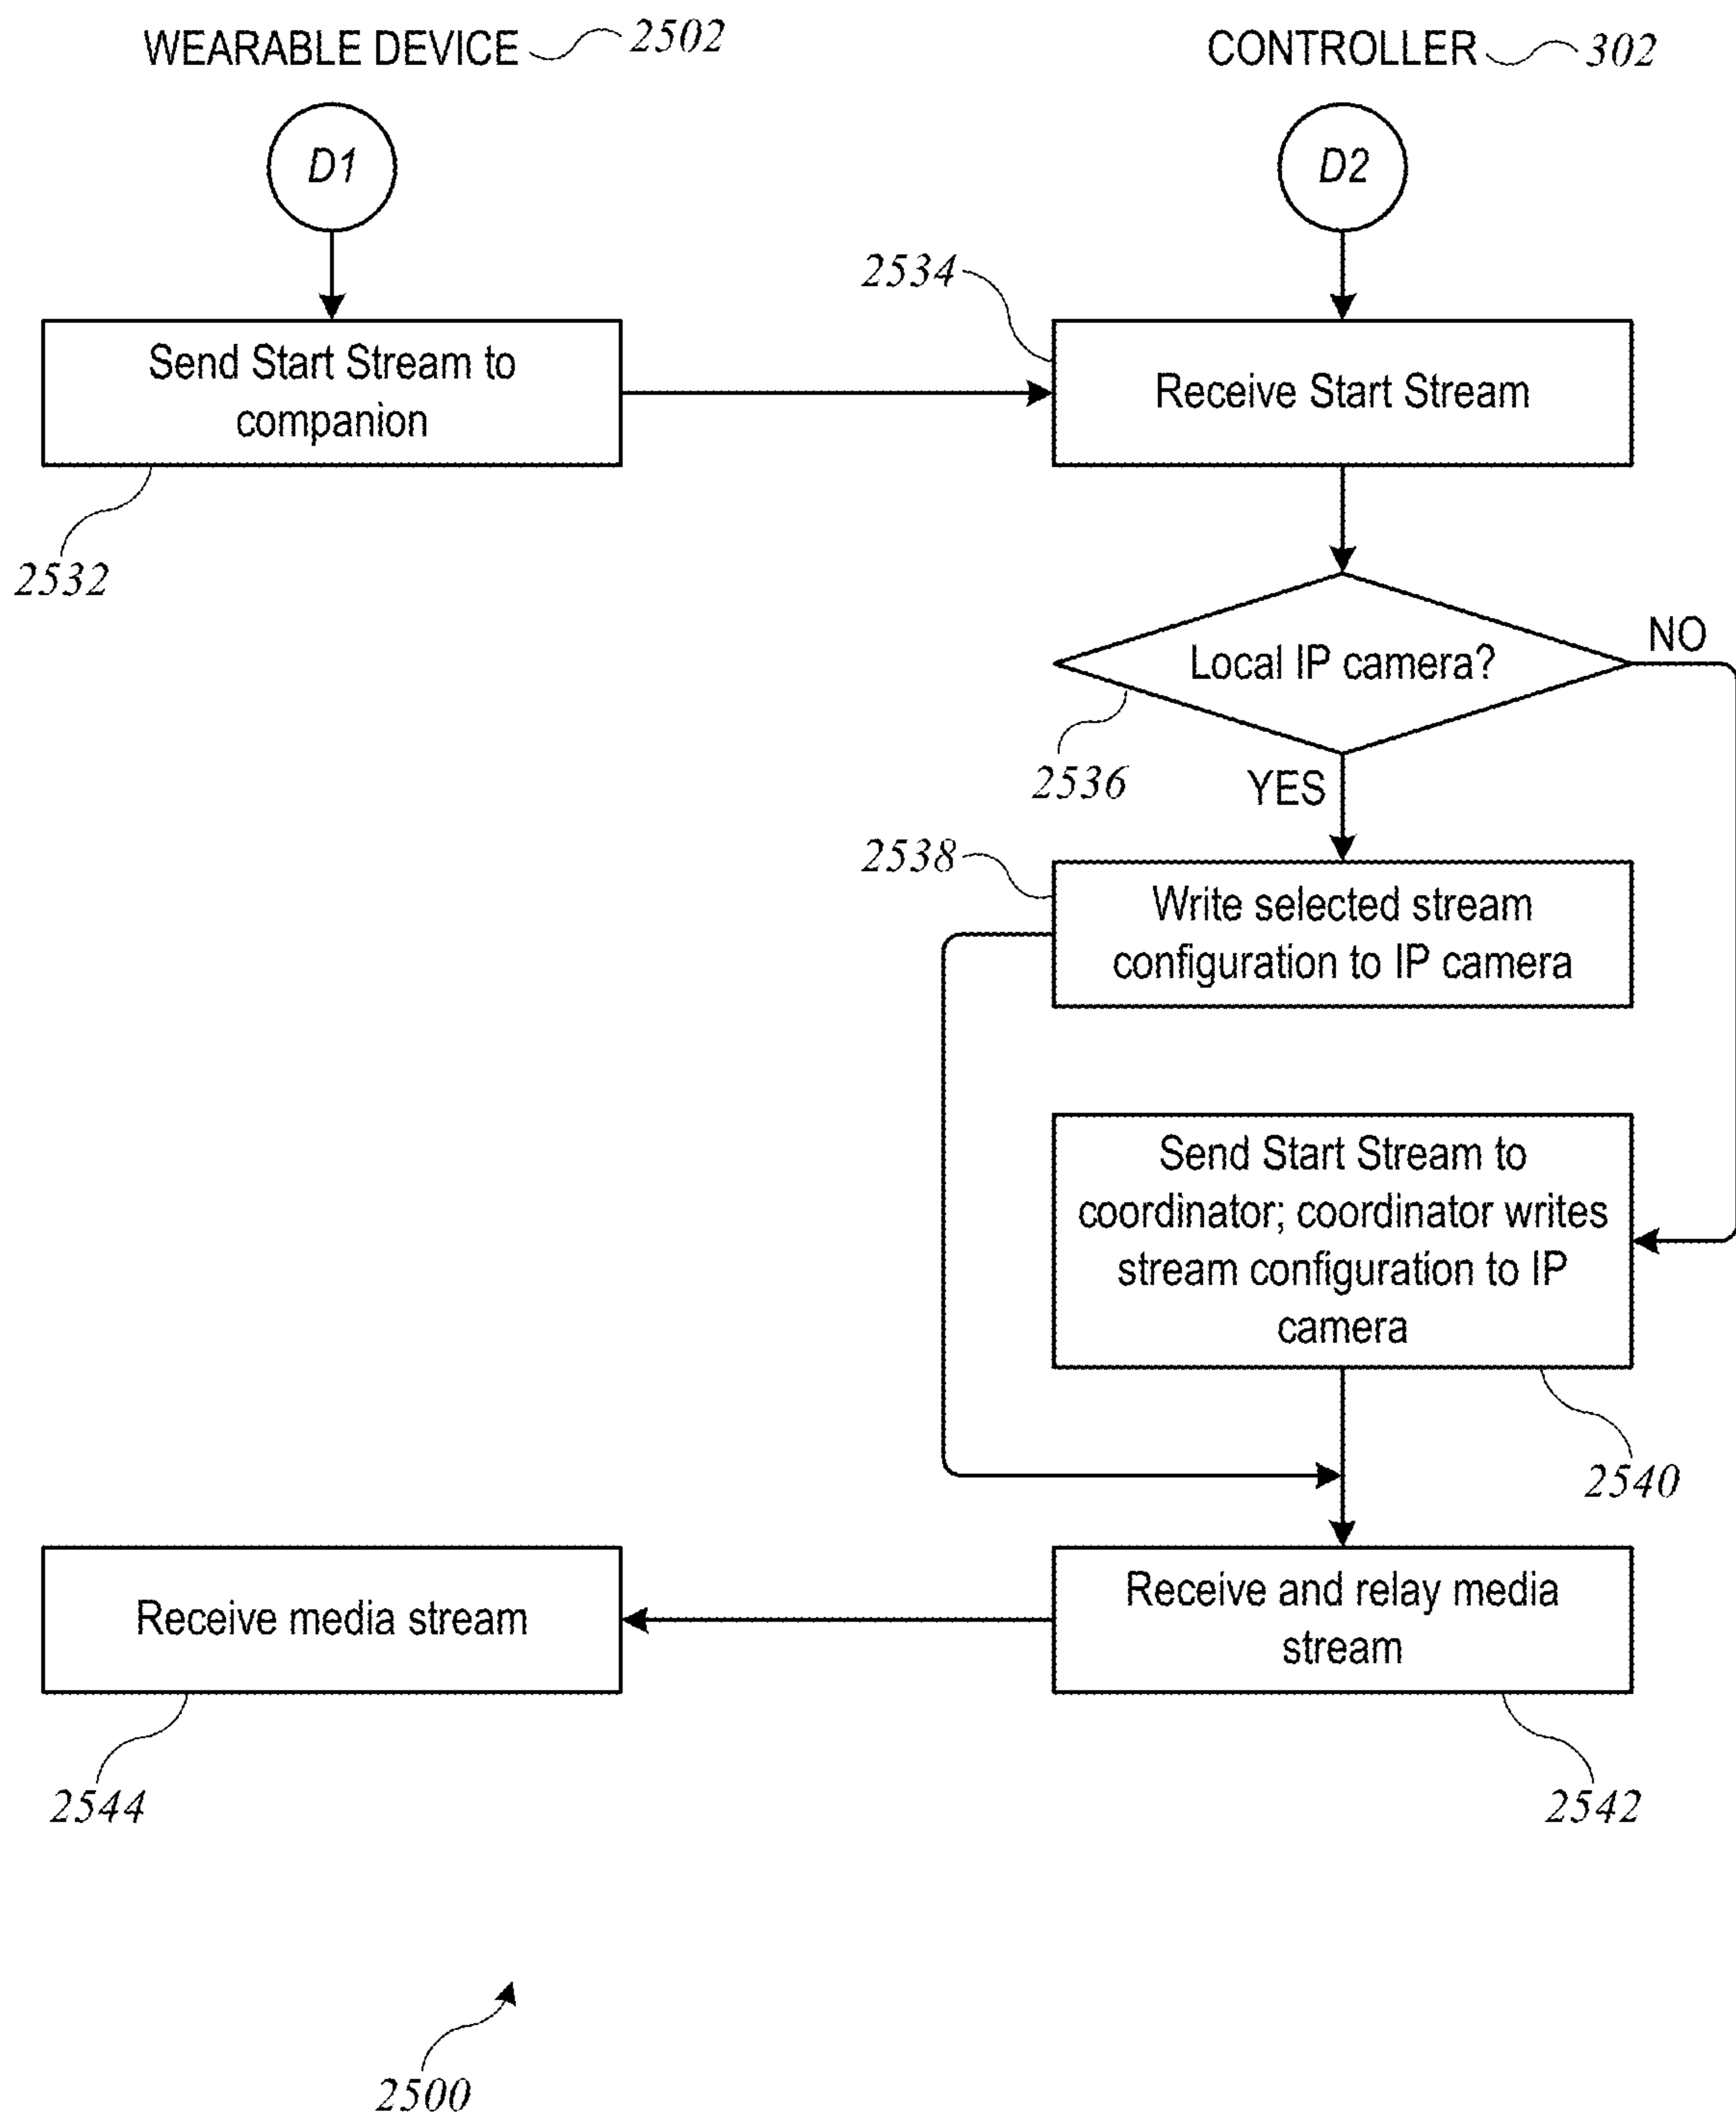 WEARABLE DEVICE 2502
CONTROLLER 302
D1
D2
2534
Send Start Stream to
companion
Receive Start Stream
2532
Local IP camera?
NO
2536
YES
2538
Write selected stream
configuration to IP camera
Send Start Stream to
coordinator; coordinator writes
stream configuration to IP
camera
2540
Receive media stream
Receive and relay media
stream
2544
2542
2500